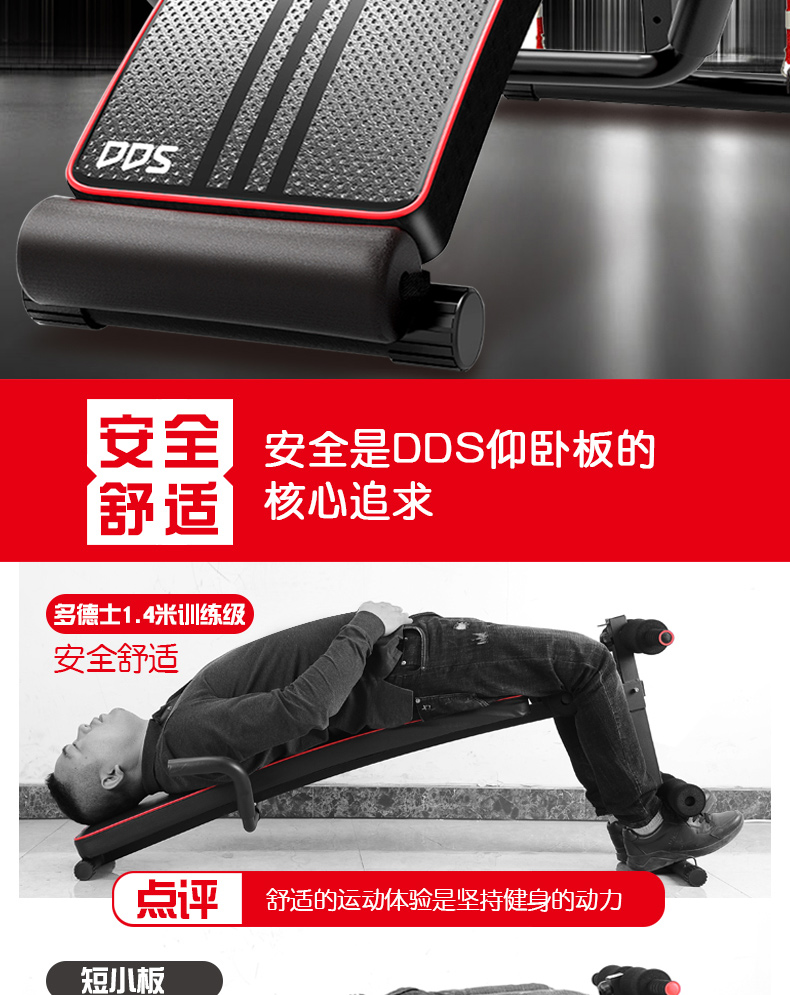 DDS
安全
舒适
安全是DDS仰卧板的
核心追求
多德士1.4米训练级
安全舒适
点评
舒适的运动体验是坚持健身的动力
短小板